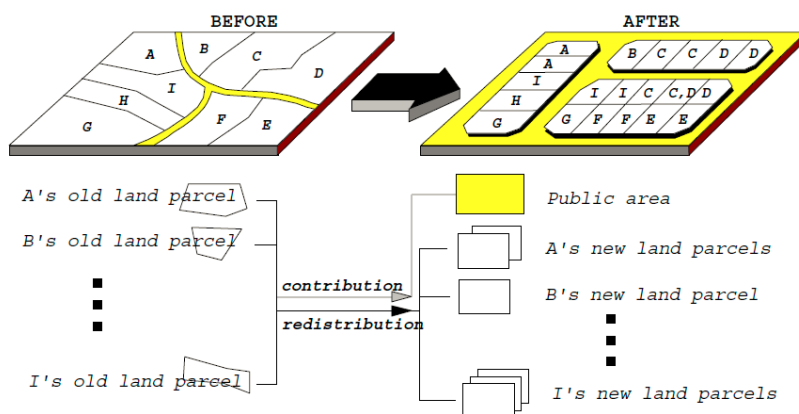 BEFORE
AFTER
A
B
C
D
I
H
G
F
E
A
A
I
H
G
B C C D D
I I C C,D D
G F F E E
A's old land parcel
Public area
B's old land parcel
A's new land parcels
contribution
B's new land parcel
redistribution
I's old land parcel
I's new land parcels